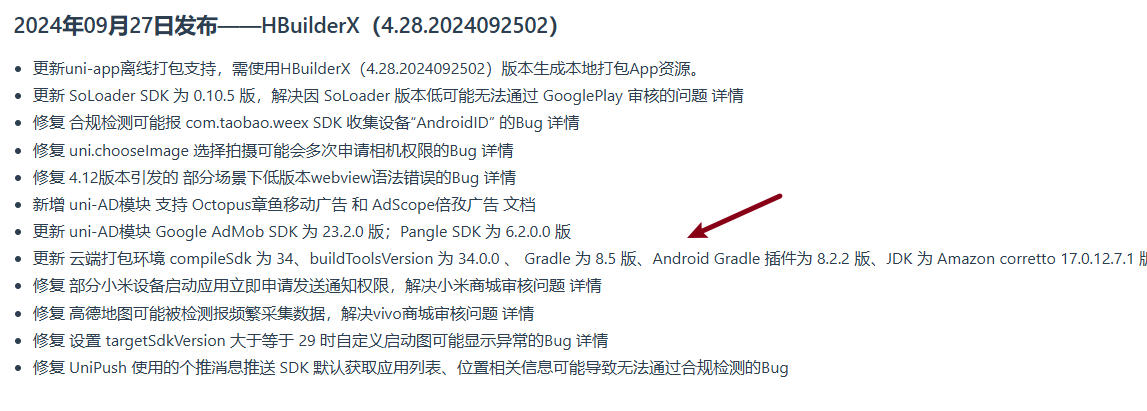 2024年09月27日发布——HBuilderX（4.28.2024092502）
更新uni-app离线打包支持，需使用HBuilderX（4.28.2024092502）版本生成本地打包App资源。
更新 SoLoader SDK 为 0.10.5 版，解决因 SoLoader 版本低可能无法通过 GooglePlay 审核的问题 详情
修复 合规检测可能报 com.taobao.weex SDK 收集设备“AndroidID” 的Bug 详情
修复 uni.chooseImage 选择拍摄可能会多次申请相机权限的Bug 详情
修复 4.12版本引发的 部分场景下低版本webview语法错误的Bug 详情
新增 uni-AD模块 支持 Octopus章鱼移动广告 和 AdScope倍孜广告 文档
更新 uni-AD模块 Google AdMob SDK 为 23.2.0 版；Pangle SDK 为 6.2.0.0 版
更新 云端打包环境 compileSdk 为 34、buildToolsVersion 为 34.0.0 、 Gradle 为 8.5 版、Android Gradle 插件为 8.2.2 版、JDK 为 Amazon corretto 17.0.12.7.1 版
修复 部分小米设备启动应用立即申请发送通知权限，解决小米商城审核问题 详情
修复 高德地图可能被检测报频繁采集数据，解决vivo商城审核问题 详情
修复 设置 targetSdkVersion 大于等于 29 时自定义启动图可能显示异常的Bug 详情
修复 UniPush 使用的个推消息推送 SDK 默认获取应用列表、位置相关信息可能导致无法通过合规检测的Bug